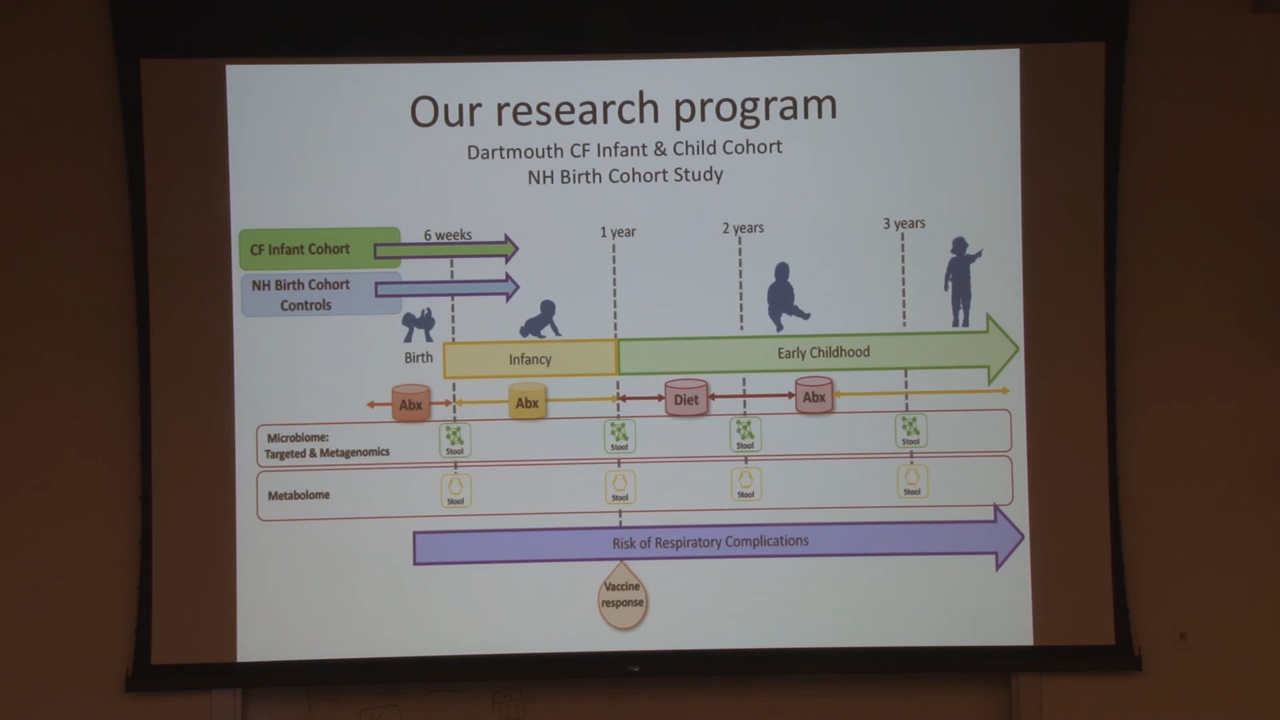 Our research program
Dartmouth CF Infant & Child Cohort
NH Birth Cohort Study
CF Infant Cohort
6 weeks
1 year
2 years
3 years
NH Birth Cohort
Controls
Birth
Infancy
Early Childhood
Abx
Abx
Diet
Abx
Microbiome:
Targeted & Metagenomics
Stool
Stool
Stool
Stool
Metabolome
Stool
Stool
Stool
Stool
Risk of Respiratory Complications
Vaccine
response